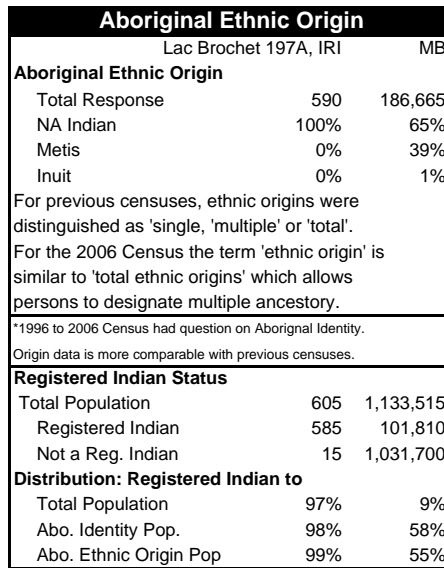 Aboriginal Ethnic Origin
Lac Brochet 197A, IRI MB
Aboriginal Ethnic Origin
Total Response 590 186,665
NA Indian 100% 65%
Metis 0% 39%
Inuit 0% 1%
For previous censuses, ethnic origins were
distinguished as 'single, 'multiple' or 'total'.
For the 2006 Census the term 'ethnic origin' is
similar to 'total ethnic origins' which allows
persons to designate multiple ancestory.
*1996 to 2006 Census had question on Aborignal Identity.
Origin data is more comparable with previous censuses.
Registered Indian Status
Total Population 605 1,133,515
Registered Indian 585 101,810
Not a Reg. Indian 15 1,031,700
Distribution: Registered Indian to
Total Population 97% 9%
Abo. Identity Pop. 98% 58%
Abo. Ethnic Origin Pop 99% 55%